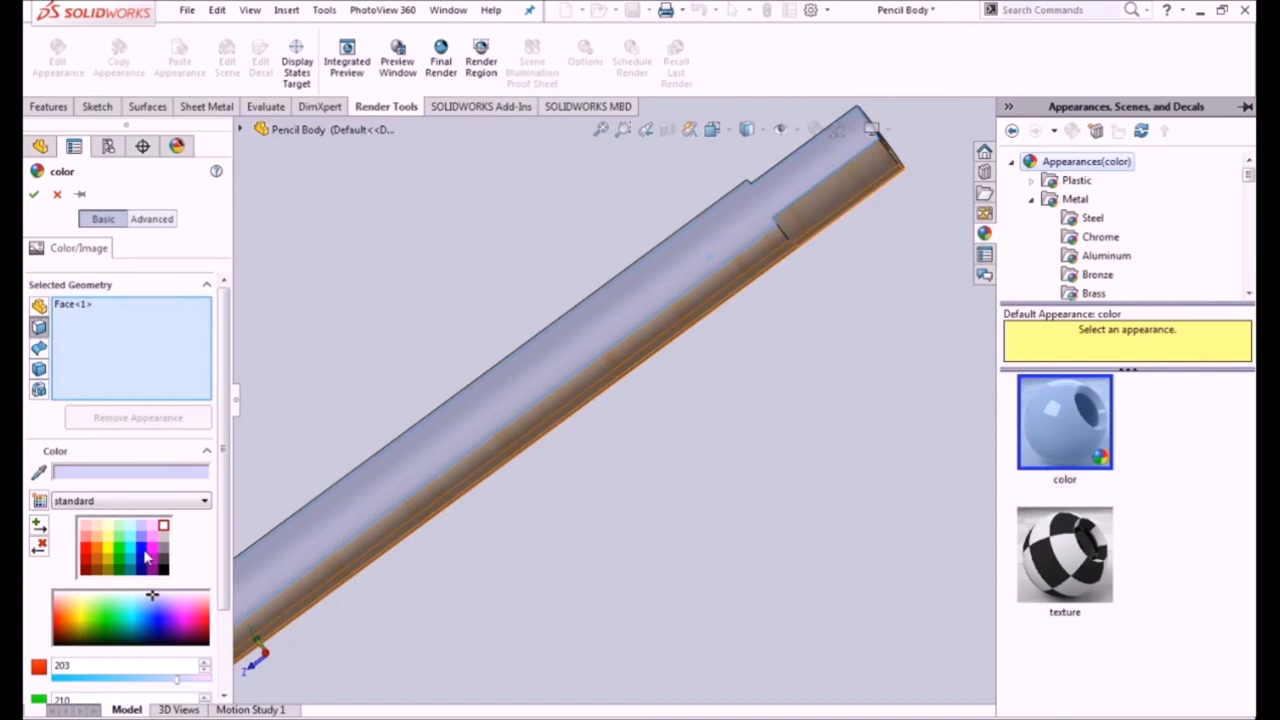 SOLIDWORKS File Edit View Insert Tools PhotoView 360 Window Help Pencil Body * Search Commands ?
Edit Appearance
Copy Appearance
Paste Appearance
Edit Scene
Edit Decal
Display States Target
Integrated Preview
Preview Window
Final Render
Render Region
Scene Illumination Proof Sheet
Options
Schedule Render
Recall Last Render
Features Sketch Surfaces Sheet Metal Evaluate DimXpert Render Tools SOLIDWORKS Add-Ins SOLIDWORKS MBD
Appearances, Scenes, and Decals
Pencil Body (Default<<D...
color
Basic Advanced
Color/Image
Selected Geometry
Face<1>
Remove Appearance
Color
standard
203
210
Z
Appearances(color)
Plastic
Metal
Steel
Chrome
Aluminum
Bronze
Brass
Default Appearance: color
Select an appearance.
color
texture
Model 3D Views Motion Study 1